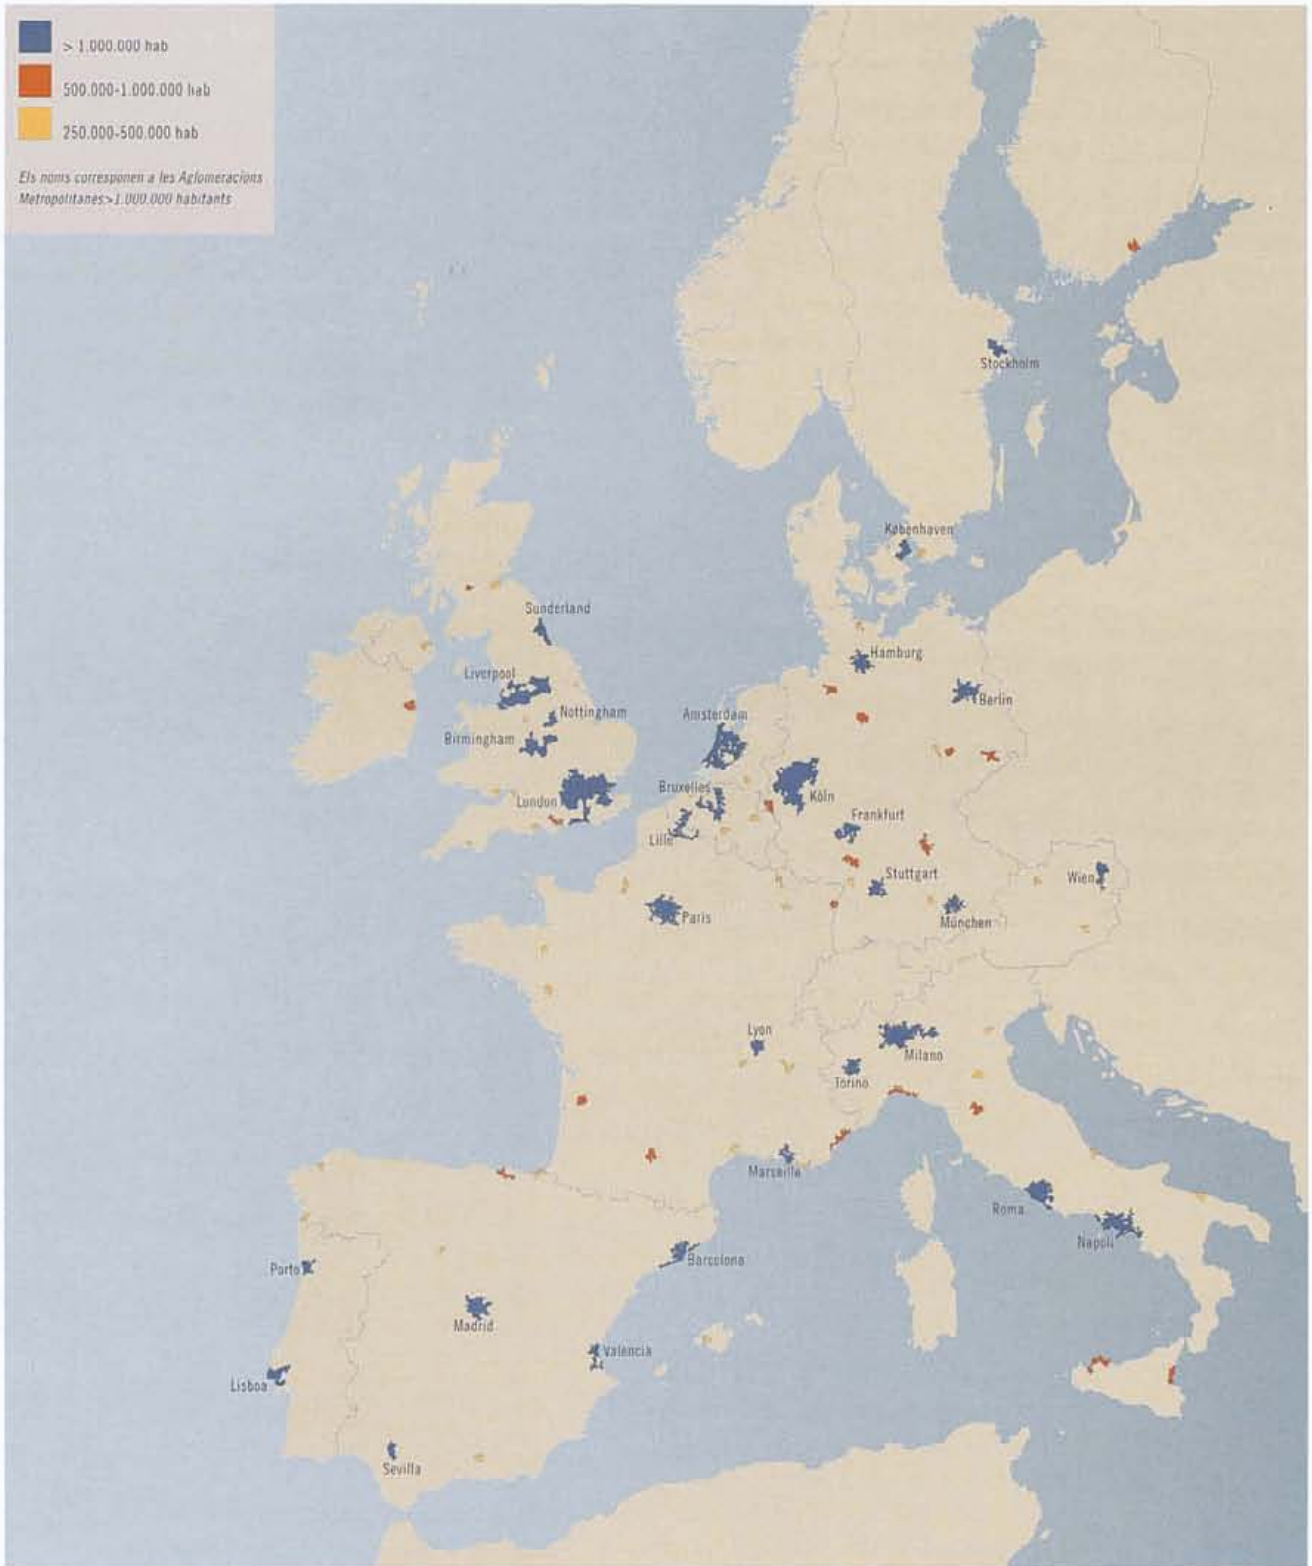 > 1.000.000 hab
500.000-1.000.000 hab
250.000-500.000 hab
Els noms corresponen a les Aglomeracions
Metropolitanes>1.000.000 habitants
Stockholm
København
Sunderland
Hamburg
Liverpool
Berlin
Nottingham
Amsterdam
Birmingham
Bruxelles
Köln
London
Frankfurt
Lille
Stuttgart
Wien
Paris
München
Lyon
Milano
Torino
Marseille
Roma
Napoli
Barcelona
Porto
Madrid
València
Lisboa
Sevilla